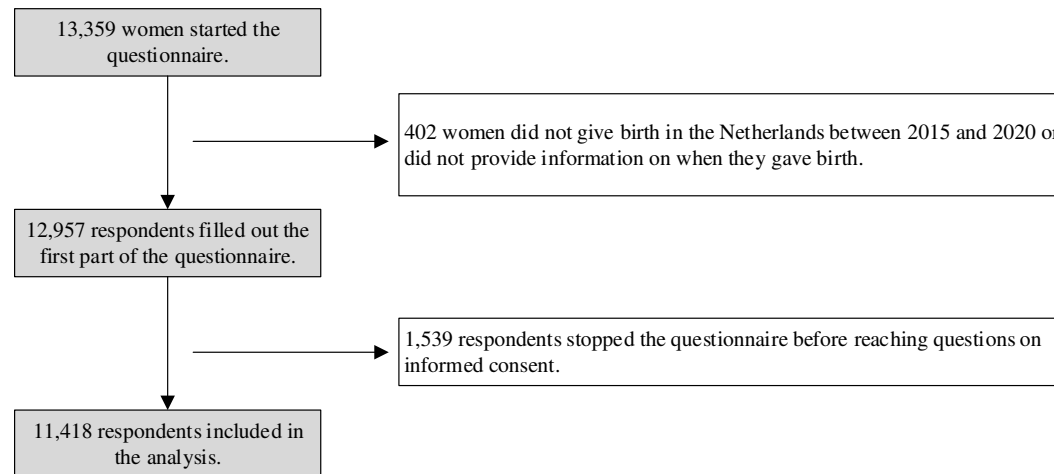 13,359 women started the
questionnaire.
402 women did not give birth in the Netherlands between 2015 and 2020 or
did not provide information on when they gave birth.
12,957 respondents filled out the
first part of the questionnaire.
1,539 respondents stopped the questionnaire before reaching questions on
informed consent.
11,418 respondents included in
the analysis.